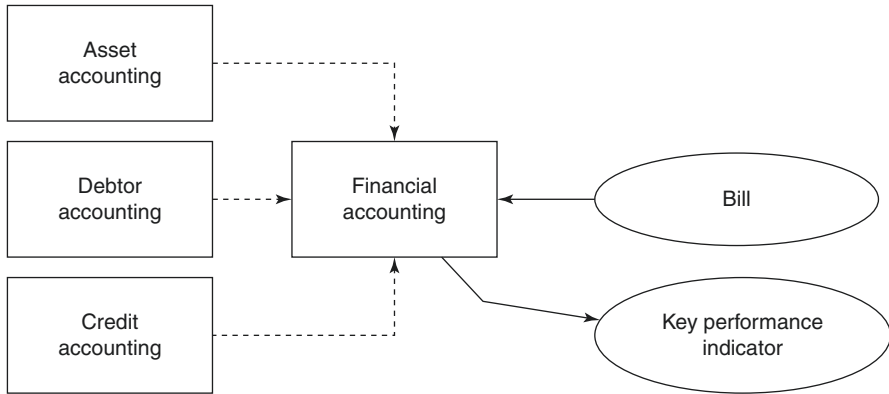 Asset
accounting
Debtor
accounting
Financial
accounting
Bill
Credit
accounting
Key performance
indicator